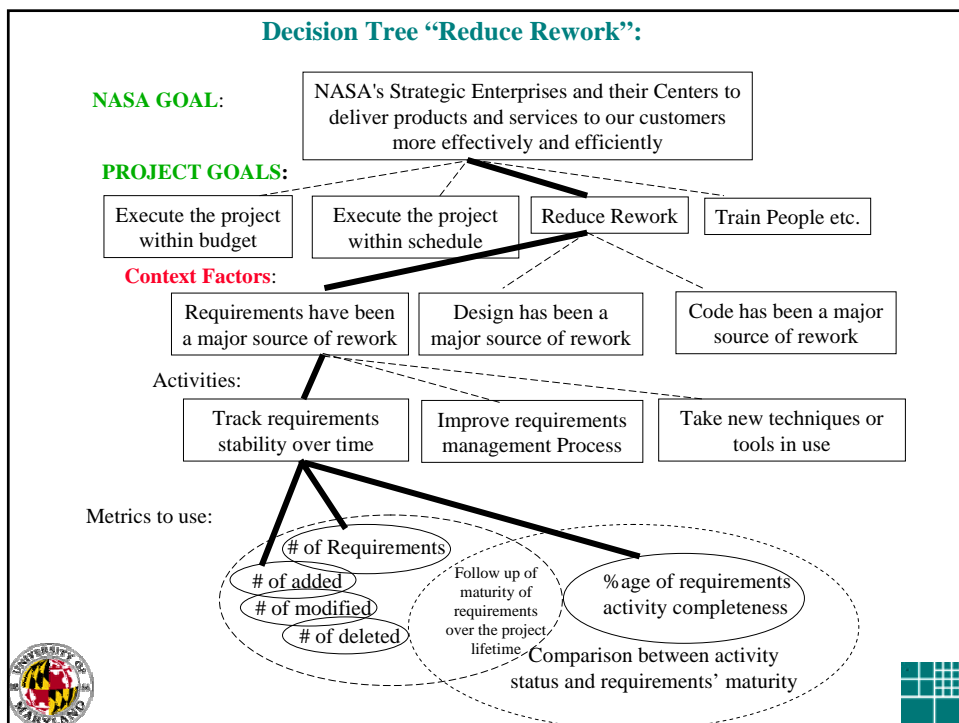 Decision Tree “Reduce Rework”:
NASA GOAL:
NASA's Strategic Enterprises and their Centers to
deliver products and services to our customers
more effectively and efficiently
PROJECT GOALS:
Execute the project
within budget
Execute the project
within schedule
Reduce Rework
Train People etc.
Context Factors:
Requirements have been
a major source of rework
Design has been a
major source of rework
Code has been a major
source of rework
Activities:
Track requirements
stability over time
Improve requirements
management Process
Take new techniques or
tools in use
Metrics to use:
# of Requirements
# of added
# of modified
# of deleted
Follow up of
maturity of
requirements
over the project
lifetime
%age of requirements
activity completeness
Comparison between activity
status and requirements’ maturity
UNIVERSITY OF
MARYLAND